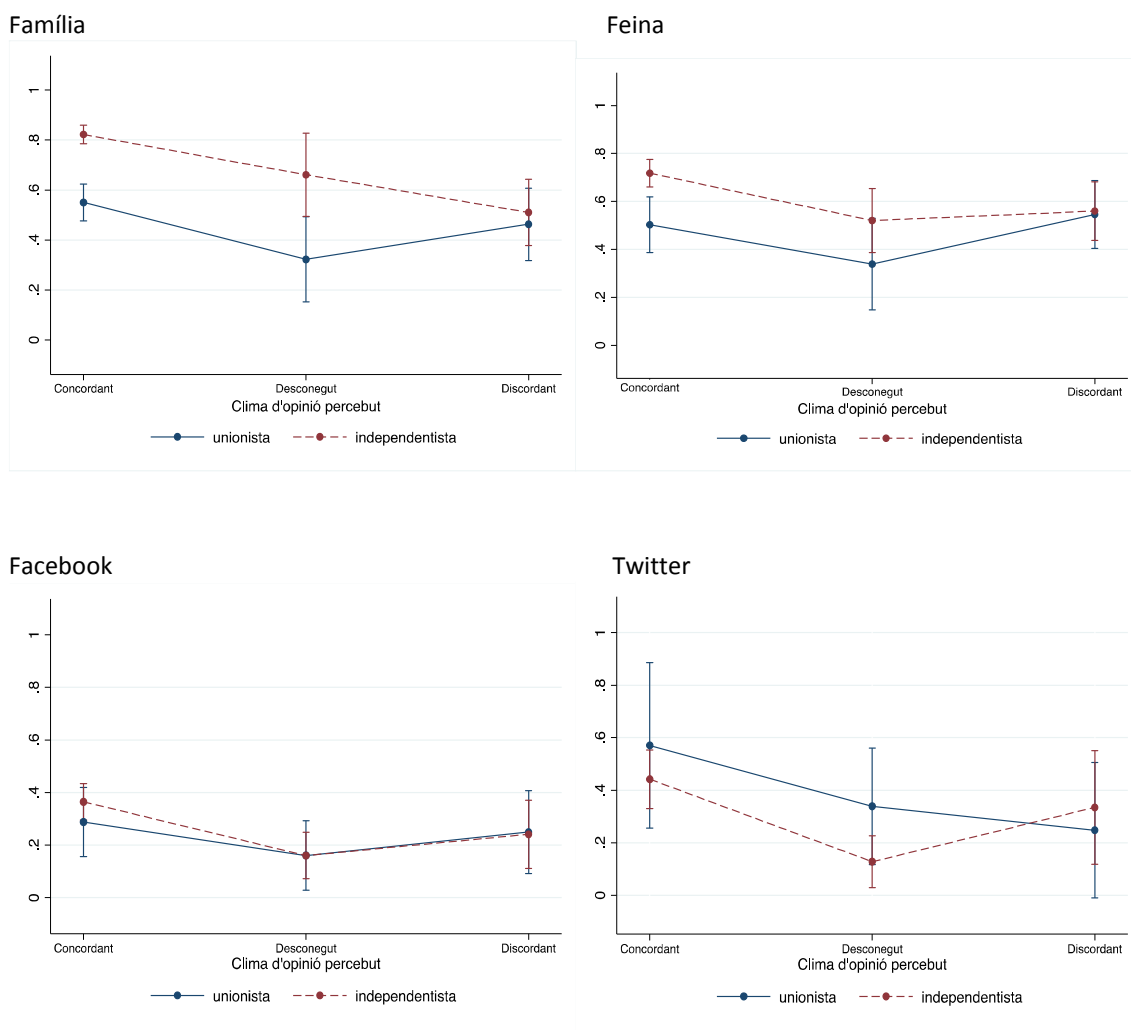 Família
1
.8
.6
.4
.2
0
Concordant Desconegut Discordant
Clima d'opinió percebut
unionista independentista
Feina
1
.8
.6
.4
.2
0
Concordant Desconegut Discordant
Clima d'opinió percebut
unionista independentista
Facebook
1
.8
.6
.4
.2
0
Concordant Desconegut Discordant
Clima d'opinió percebut
unionista independentista
Twitter
1
.8
.6
.4
.2
0
Concordant Desconegut Discordant
Clima d'opinió percebut
unionista independentista